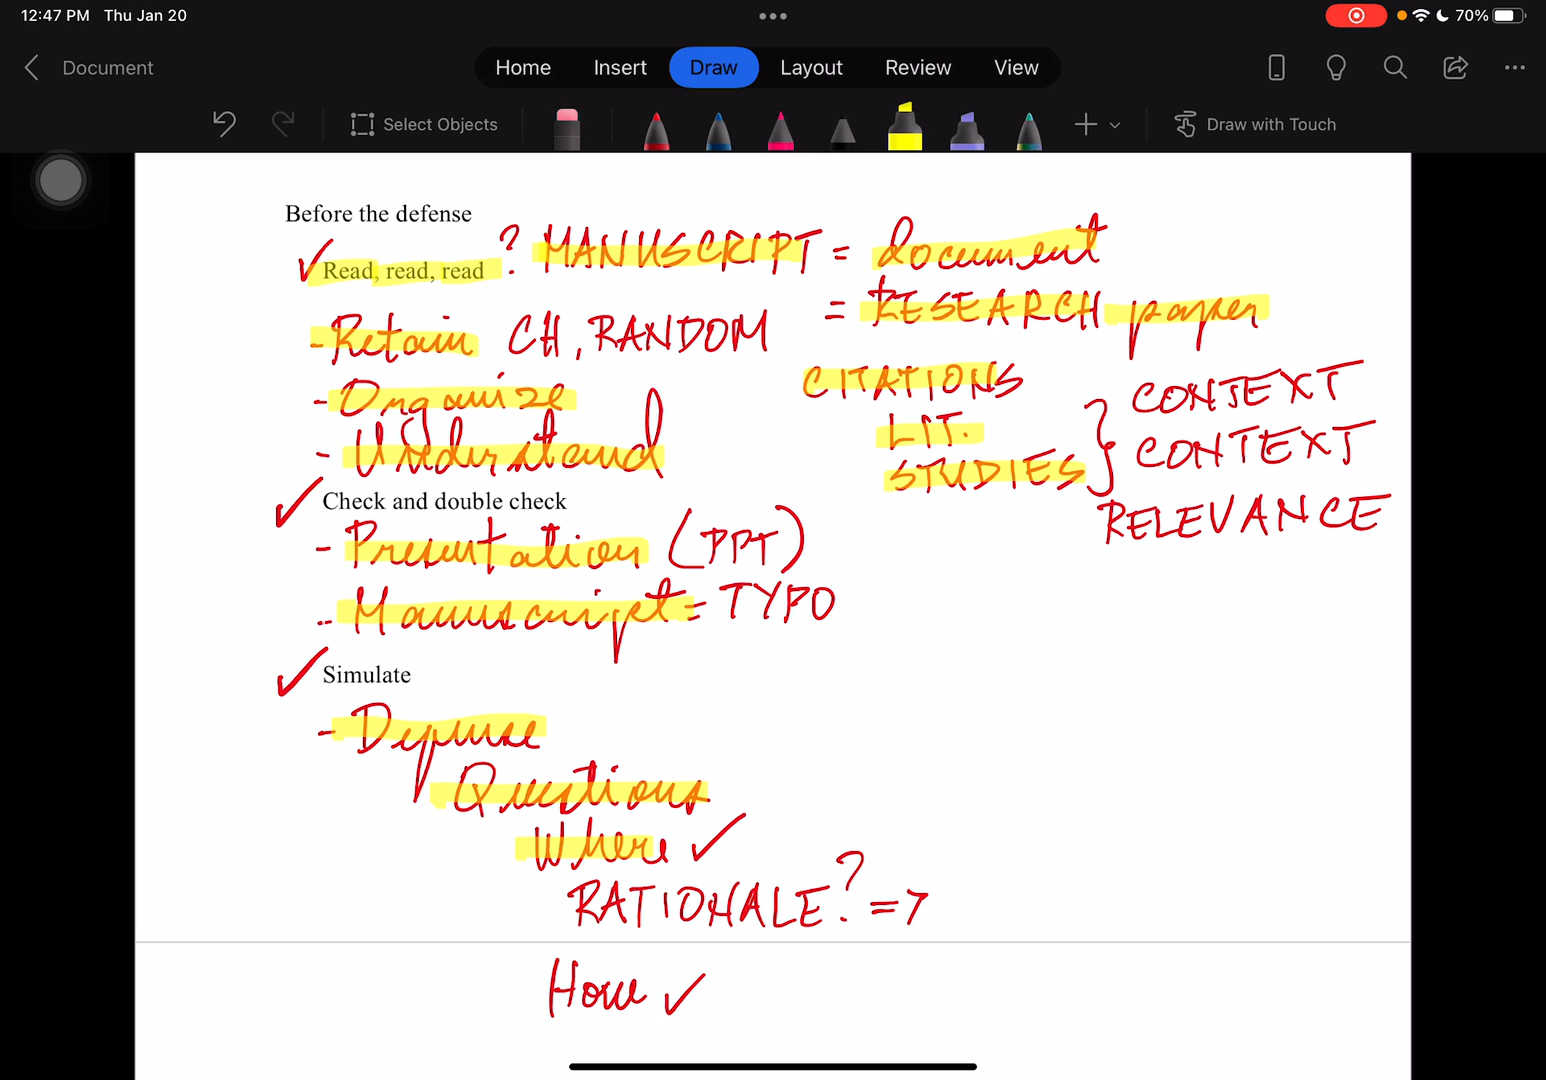 12:47 PM Thu Jan 20
70%
Document
Home Insert Draw Layout Review View
Select Objects
Draw with Touch
Before the defense
Read, read, read ? MANUSCRIPT = document
= RESEARCH paper
- Retain CH, RANDOM
CITATIONS
- Organize
LIT.
CONTEXT
- Understand
STUDIES
CONTEXT
RELEVANCE
Check and double check
- Presentation (PPT)
- Manuscript = TYPO
Simulate
- Defense
Questions
Where ✓
RATIONALE? =>
How ✓